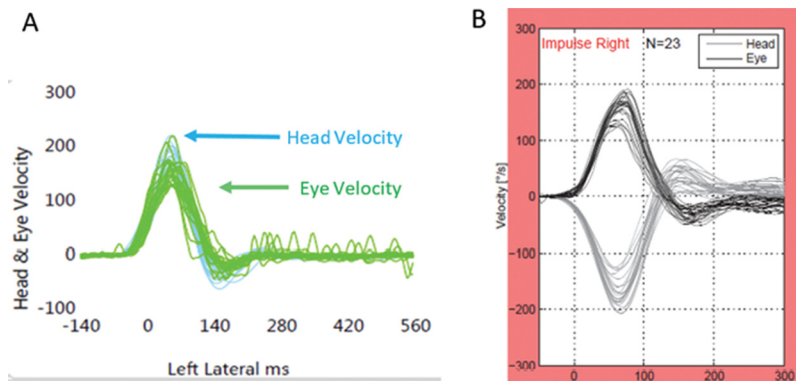 A
300
200
100
0
-100
-140 0 140 280 420 560
Head & Eye Velocity
Left Lateral ms
Head Velocity
Eye Velocity
B
Impulse Right N=23
Head
Eye
300
200
100
0
-100
−200
−300
0 100 200 300
Velocity [°/s]